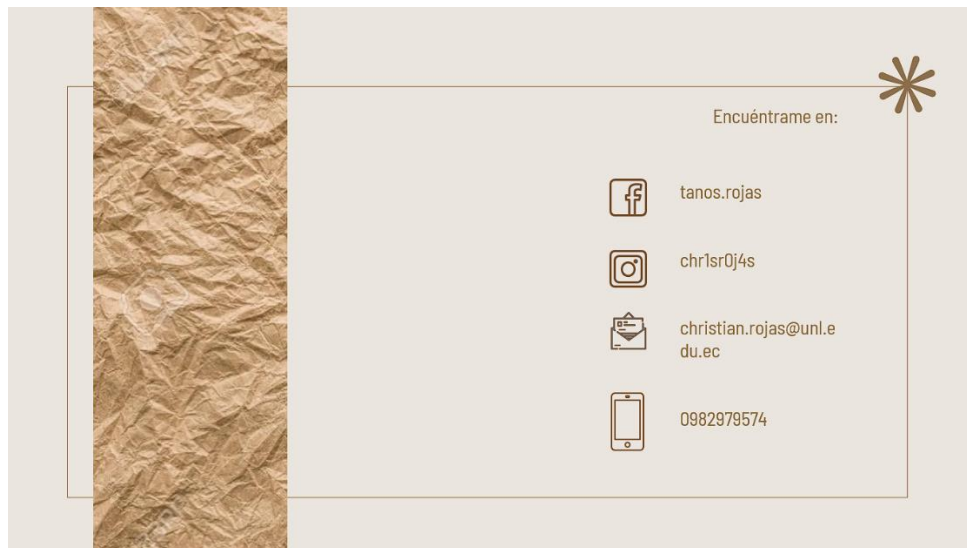 Encuéntrame en:
tanos.rojas
chr1sr0j4s
christian.rojas@unl.e
du.ec
0982979574